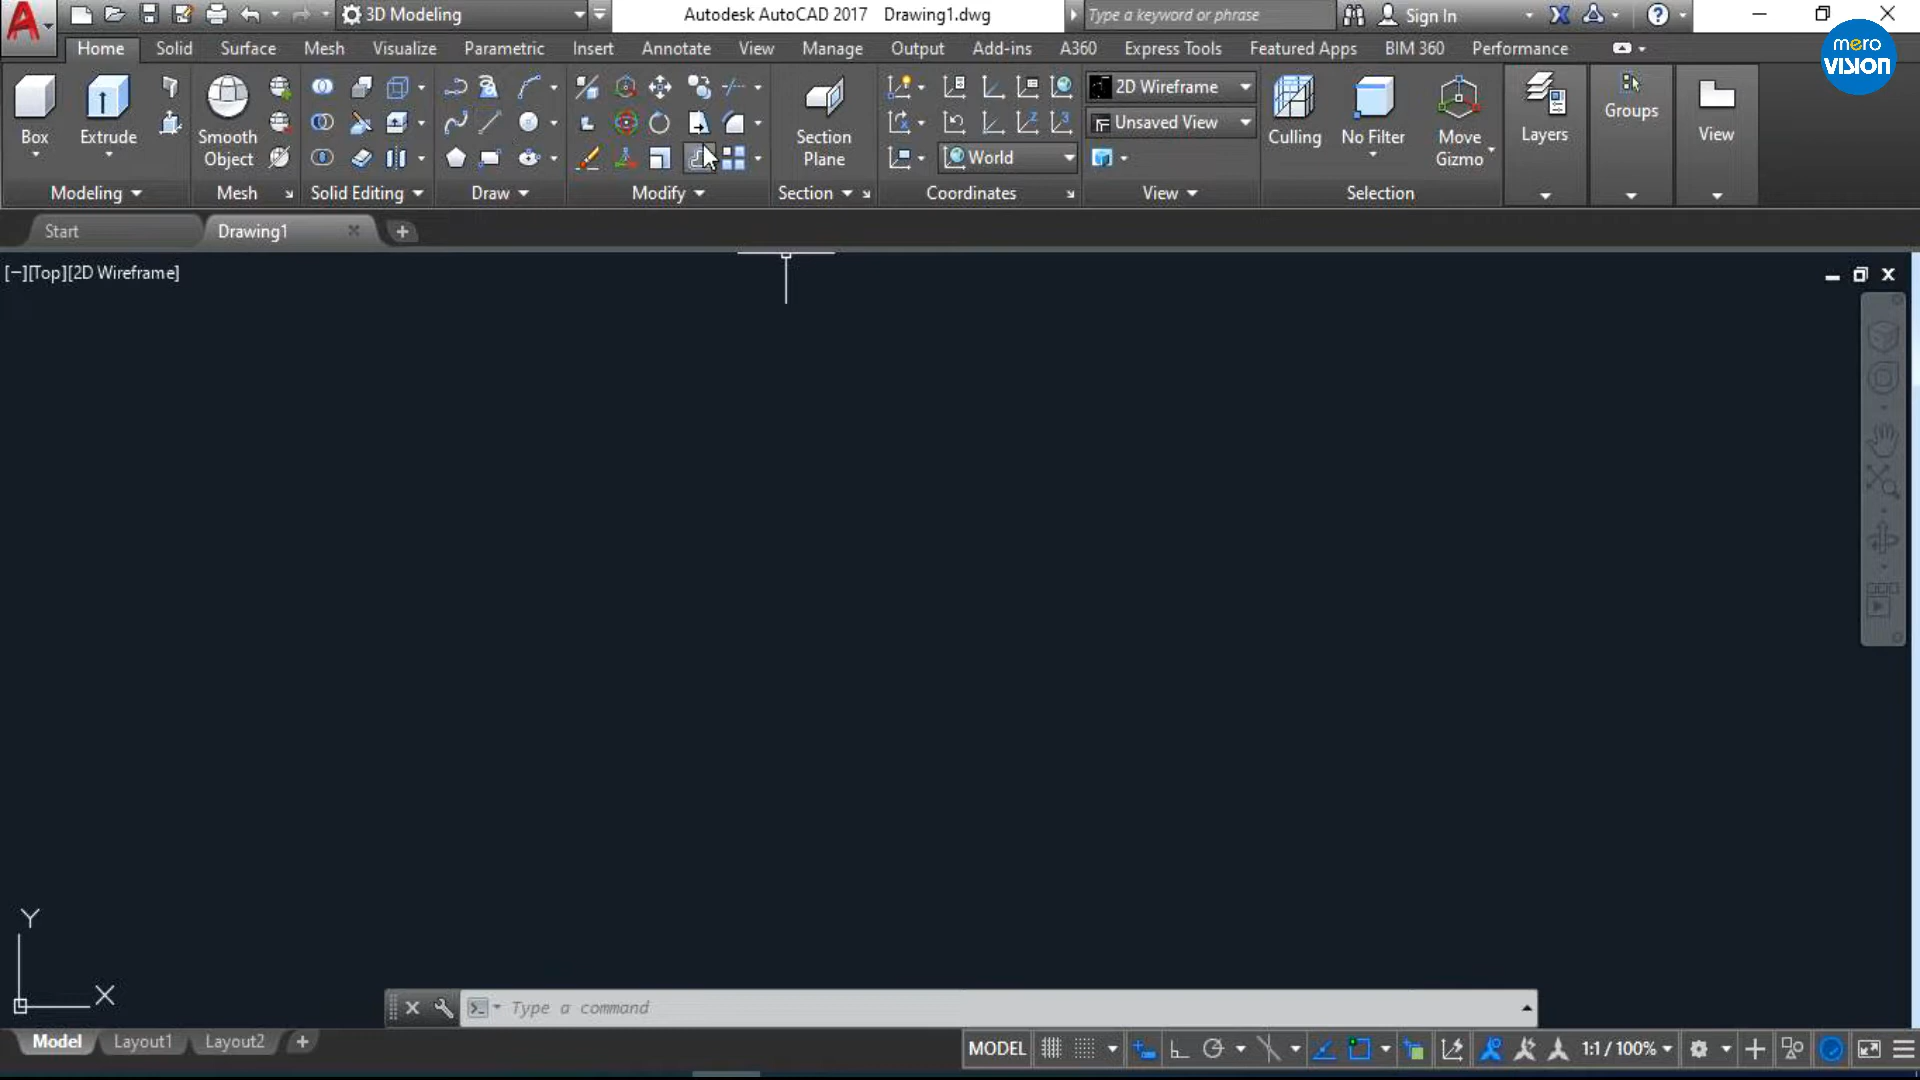 3D Modeling
Autodesk AutoCAD 2017 Drawing1.dwg
Type a keyword or phrase
Sign In
mero
VISION
Home
Solid
Surface
Mesh
Visualize
Parametric
Insert
Annotate
View
Manage
Output
Add-ins
A360
Express Tools
Featured Apps
BIM 360
Performance
Box
Extrude
Smooth
Object
Section
Plane
World
2D Wireframe
Unsaved View
Culling
No Filter
Move
Gizmo
Layers
Groups
View
Modeling
Mesh
Solid Editing
Draw
Modify
Section
Coordinates
View
Selection
Start
Drawing1
[−][Top][2D Wireframe]
Y
X
Type a command
Model
Layout1
Layout2
MODEL
1:1 / 100%